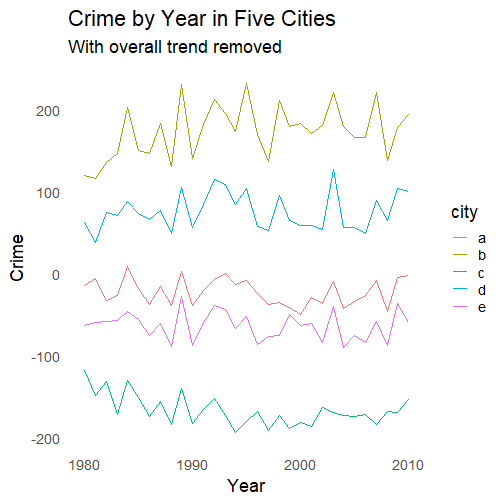 Crime by Year in Five Cities
With overall trend removed
200
100
0
-100
-200
Crime
1980
1990
2000
2010
Year
city
a
b
c
d
e